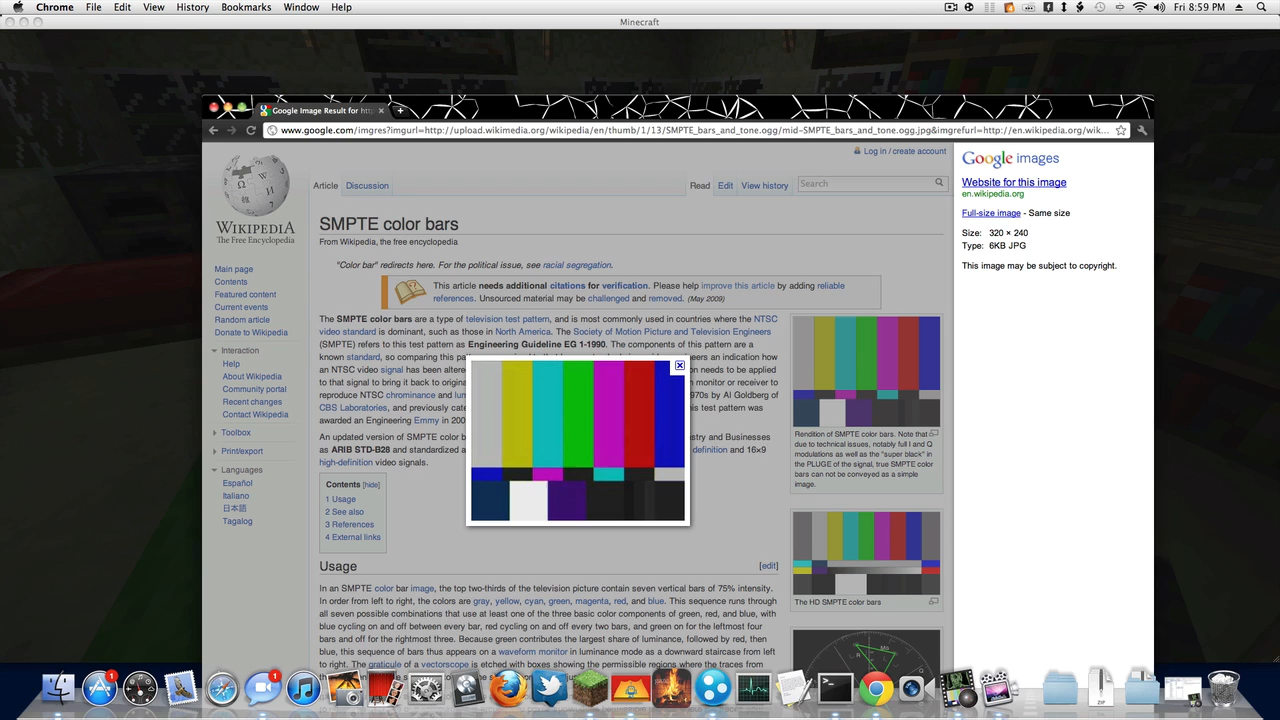 Chrome File Edit View History Bookmarks Window Help
4
Fri 8:59 PM
Minecraft
Google Image Result for htt
www.google.com/imgres?imgurl=http://upload.wikimedia.org/wikipedia/en/thumb/1/13/SMPTE_bars_and_tone.ogg/mid-SMPTE_bars_and_tone.ogg.jpg&imgrefurl=http://en.wikipedia.org/wik...
Log in / create account
Article Discussion
Read Edit View history
Search
WIKIPEDIA
The Free Encyclopedia
Main page
Contents
Featured content
Current events
Random article
Donate to Wikipedia
Interaction
Help
About Wikipedia
Community portal
Recent changes
Contact Wikipedia
Toolbox
Print/export
Languages
Español
Italiano
日本語
Tagalog
SMPTE color bars
From Wikipedia, the free encyclopedia
"Color bar" redirects here. For the political issue, see racial segregation.
This article needs additional citations for verification. Please help improve this article by adding reliable
references. Unsourced material may be challenged and removed. (May 2009)
The SMPTE color bars are a type of television test pattern, and is most commonly used in countries where the NTSC
video standard is dominant, such as those in North America. The Society of Motion Picture and Television Engineers
(SMPTE) refers to this test pattern as Engineering Guideline EG 1-1990. The components of this pattern are a
known standard, so comparing this
an indication how
an NTSC video signal has been
needs to be applied
to that signal to bring it back to
monitor or receiver to
reproduce NTSC chrominance and
by Al Goldberg of
CBS Laboratories, and previously
test pattern was
awarded an Engineering Emmy in
An updated version of SMPTE color
and Businesses
as ARIB STD-B28 and standardized
definition and 16x9
high-definition video signals.
Contents [hide]
1 Usage
2 See also
3 References
4 External links
Usage
[edit]
In an SMPTE color bar image, the top two-thirds of the television picture contain seven vertical bars of 75% intensity.
In order from left to right, the colors are gray, yellow, cyan, green, magenta, red, and blue. This sequence runs through
all seven possible combinations that use at least one of the three basic color components of green, red, and blue, with
blue cycling on and off between every bar, red cycling on and off every two bars, and green on for the leftmost four
bars and off for the rightmost three. Because green contributes the largest share of luminance, followed by red, then
blue, this sequence of bars thus appears on a waveform monitor in luminance mode as a downward staircase from left
to right. The graticule of a vectorscope is etched with boxes showing the permissible regions where the traces from
Rendition of SMPTE color bars. Note that
due to technical issues, notably full I and Q
modulations as well as the "super black" in
the PLUGE of the signal, true SMPTE color
bars can not be conveyed as a simple
image.
The HD SMPTE color bars
Google images
Website for this image
en.wikipedia.org
Full-size image - Same size
Size: 320 × 240
Type: 6KB JPG
This image may be subject to copyright.
1
1
ZIP